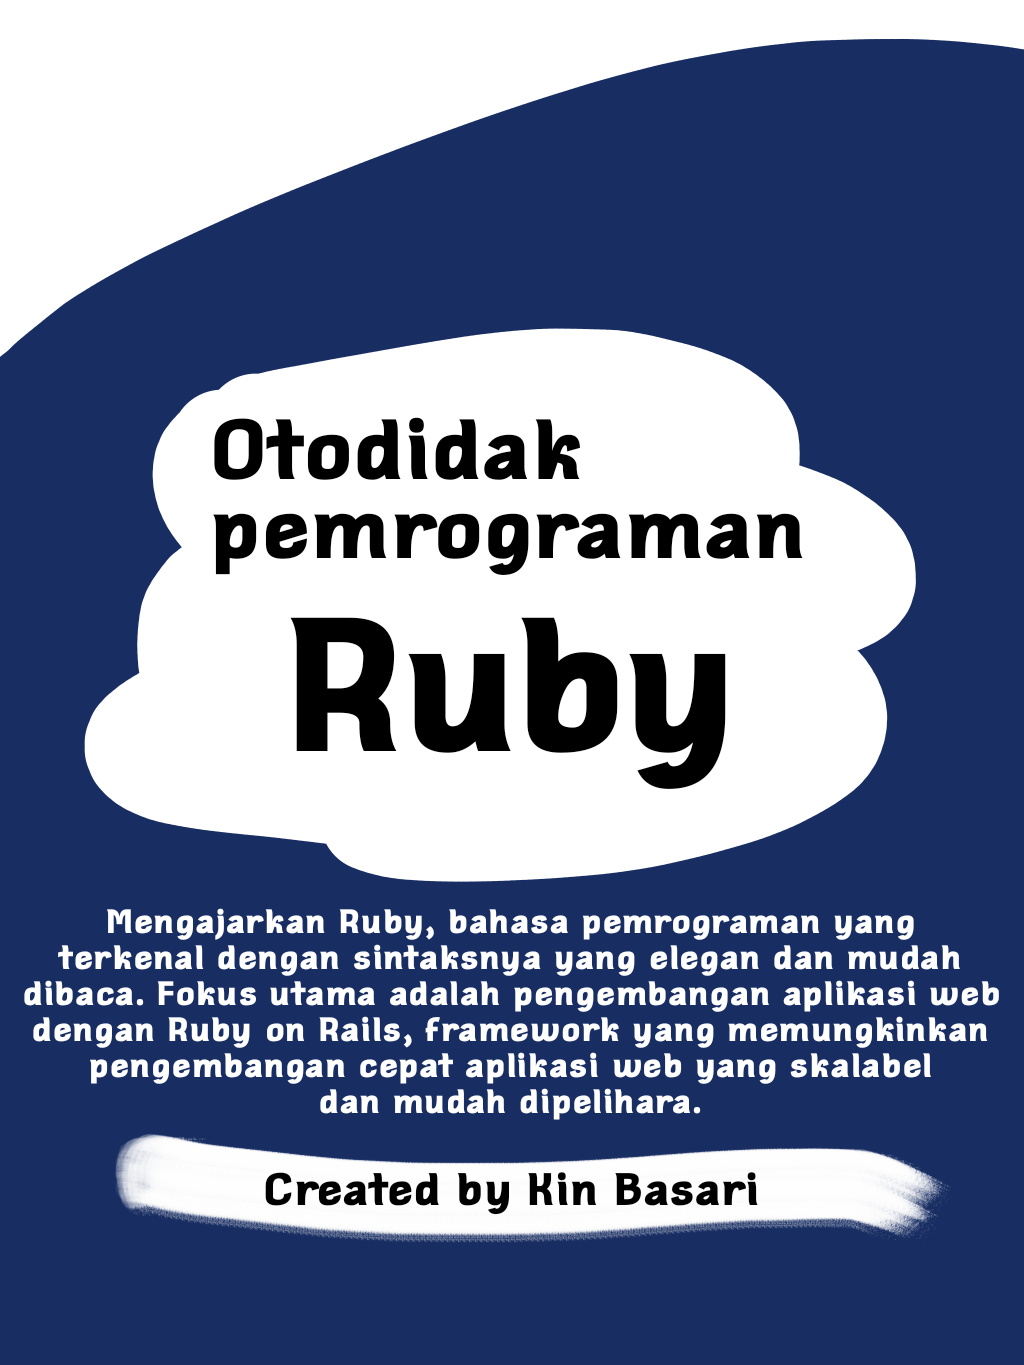 Otodidak
pemrograman
Ruby
Mengajarkan Ruby, bahasa pemrograman yang
terkenal dengan sintaksnya yang elegan dan mudah
dibaca. Fokus utama adalah pengembangan aplikasi web
dengan Ruby on Rails, framework yang memungkinkan
pengembangan cepat aplikasi web yang skalabel
dan mudah dipelihara.
Created by Kin Basari